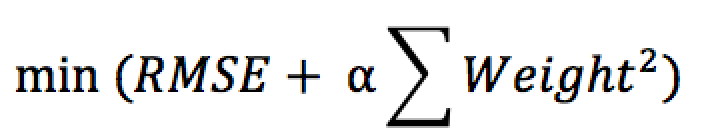 min (RMSE + α ∑ Weight²)